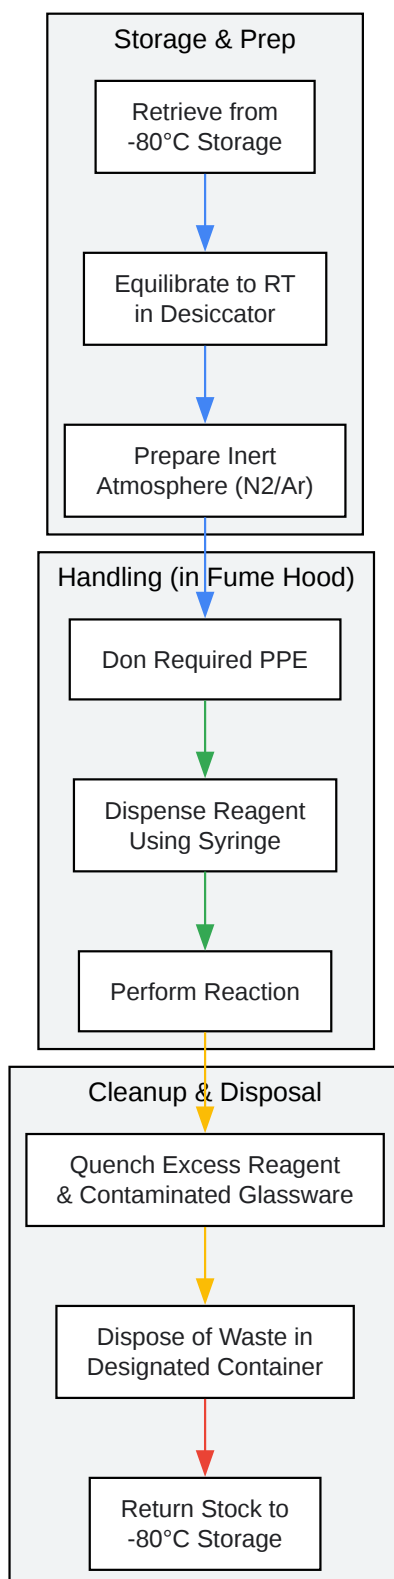 Storage & Prep
Retrieve from
-80°C Storage
Equilibrate to RT
in Desiccator
Prepare Inert
Atmosphere (N2/Ar)
Handling (in Fume Hood)
Don Required PPE
Dispense Reagent
Using Syringe
Perform Reaction
Cleanup & Disposal
Quench Excess Reagent
& Contaminated Glassware
Dispose of Waste in
Designated Container
Return Stock to
-80°C Storage